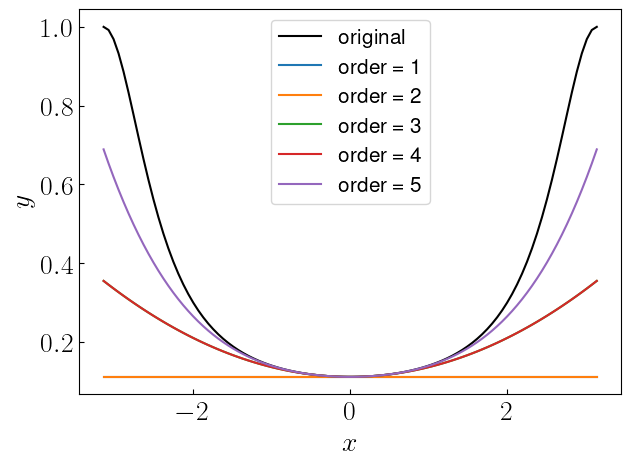 1.0
0.8
0.6
0.4
0.2
y
original
order = 1
order = 2
order = 3
order = 4
order = 5
−2 0 2
x